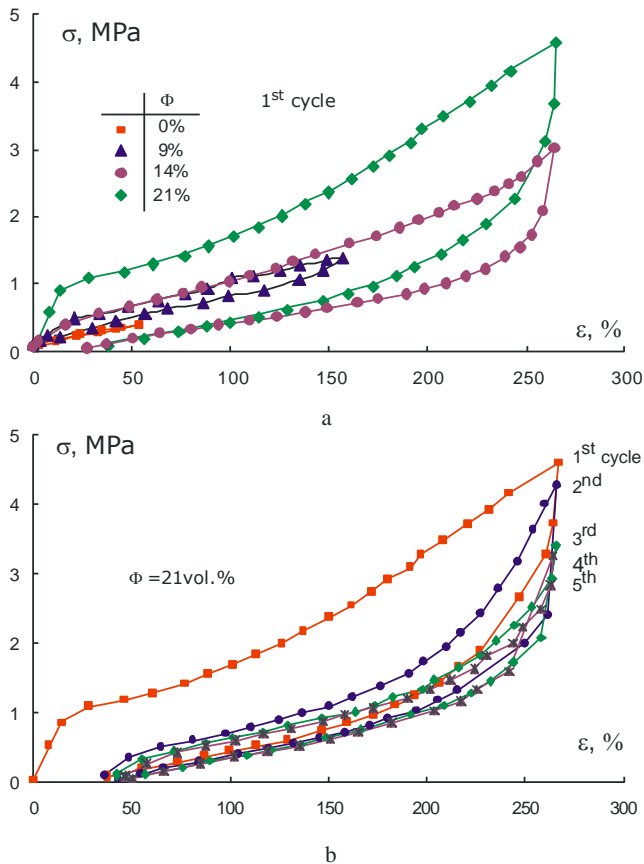 5
σ, MPa
Φ
1st cycle
0%
9%
14%
21%
4
3
2
1
0
0 50 100 150 200 250 300
ε, %
a
5
σ, MPa
1st cycle
2nd
3rd
4th
5th
Φ =21vol.%
4
3
2
1
0
ε, %
0 50 100 150 200 250 300
b